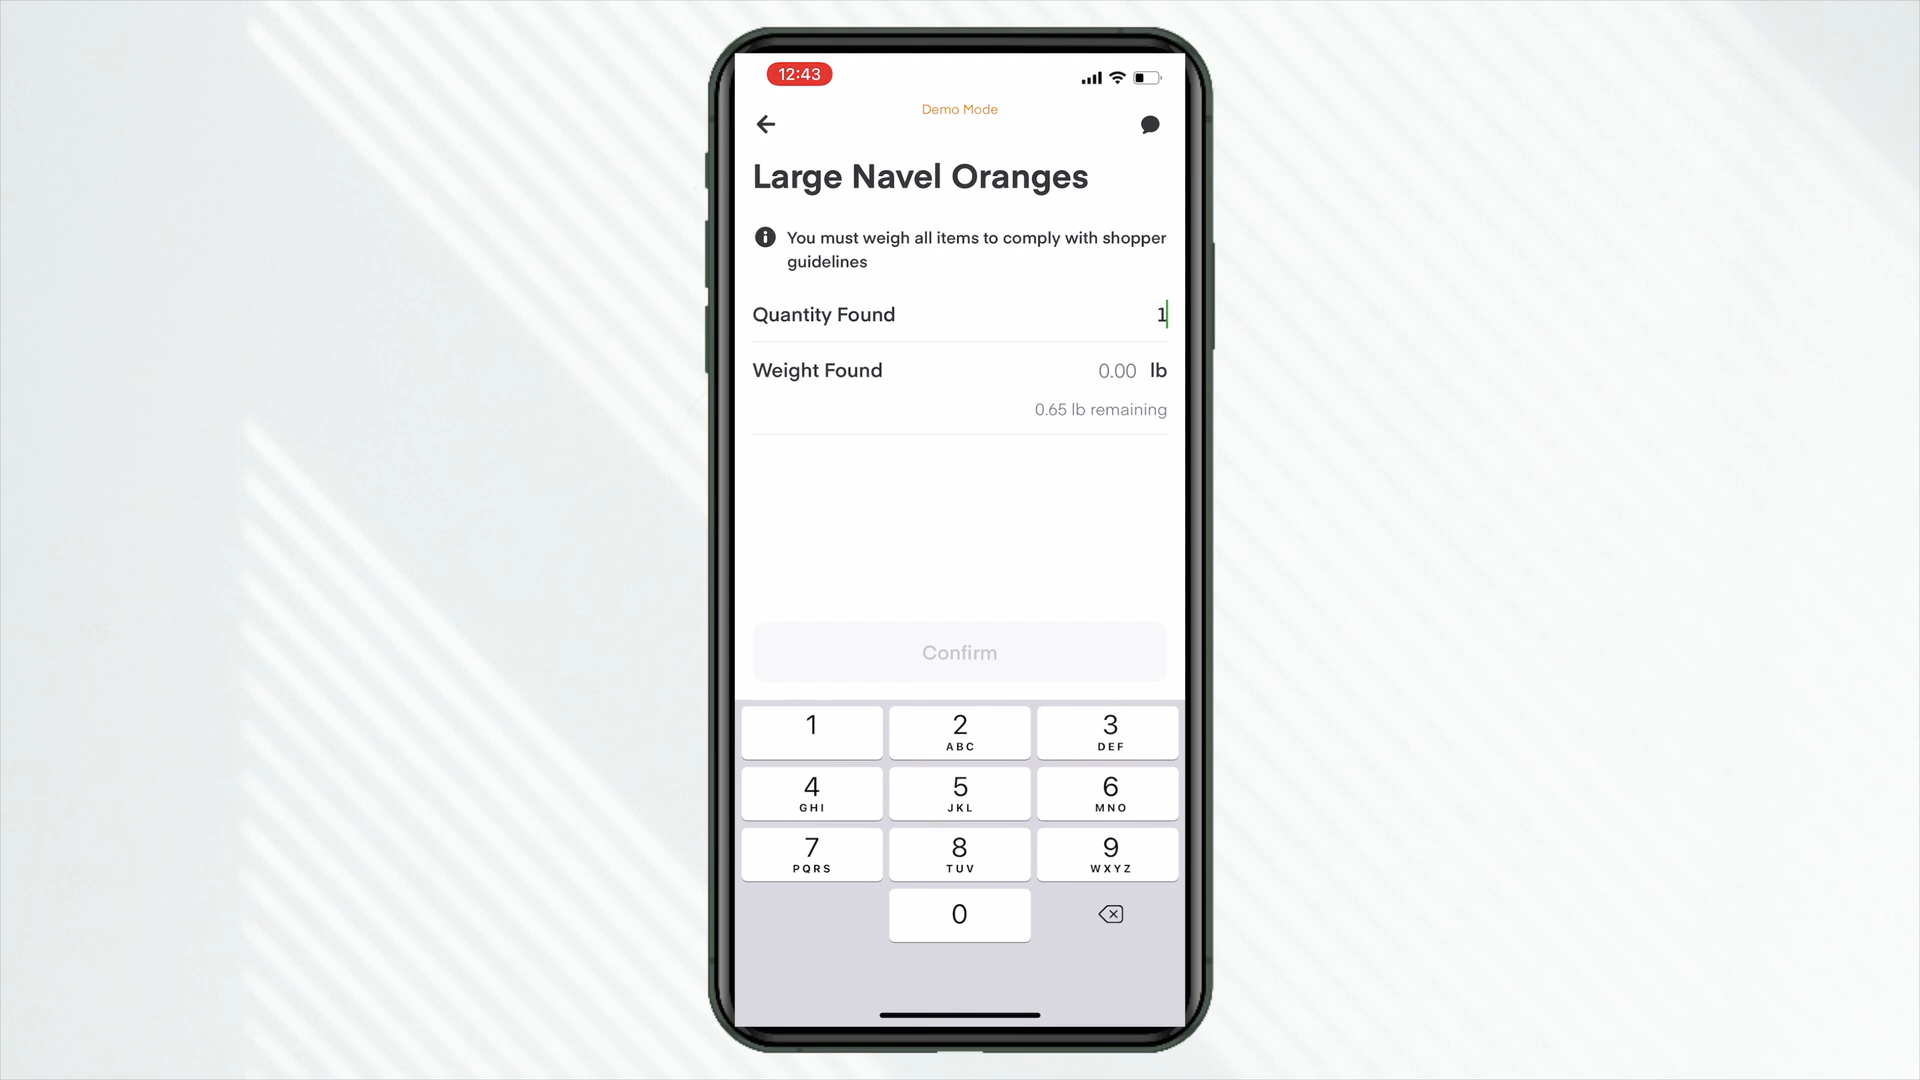 12:43
Demo Mode
Large Navel Oranges
You must weigh all items to comply with shopper
guidelines
Quantity Found 1
Weight Found 0.00 lb
0.65 lb remaining
Confirm
1 2 3
ABC DEF
4 5 6
GHI JKL MNO
7 8 9
PQRS TUV WXYZ
0